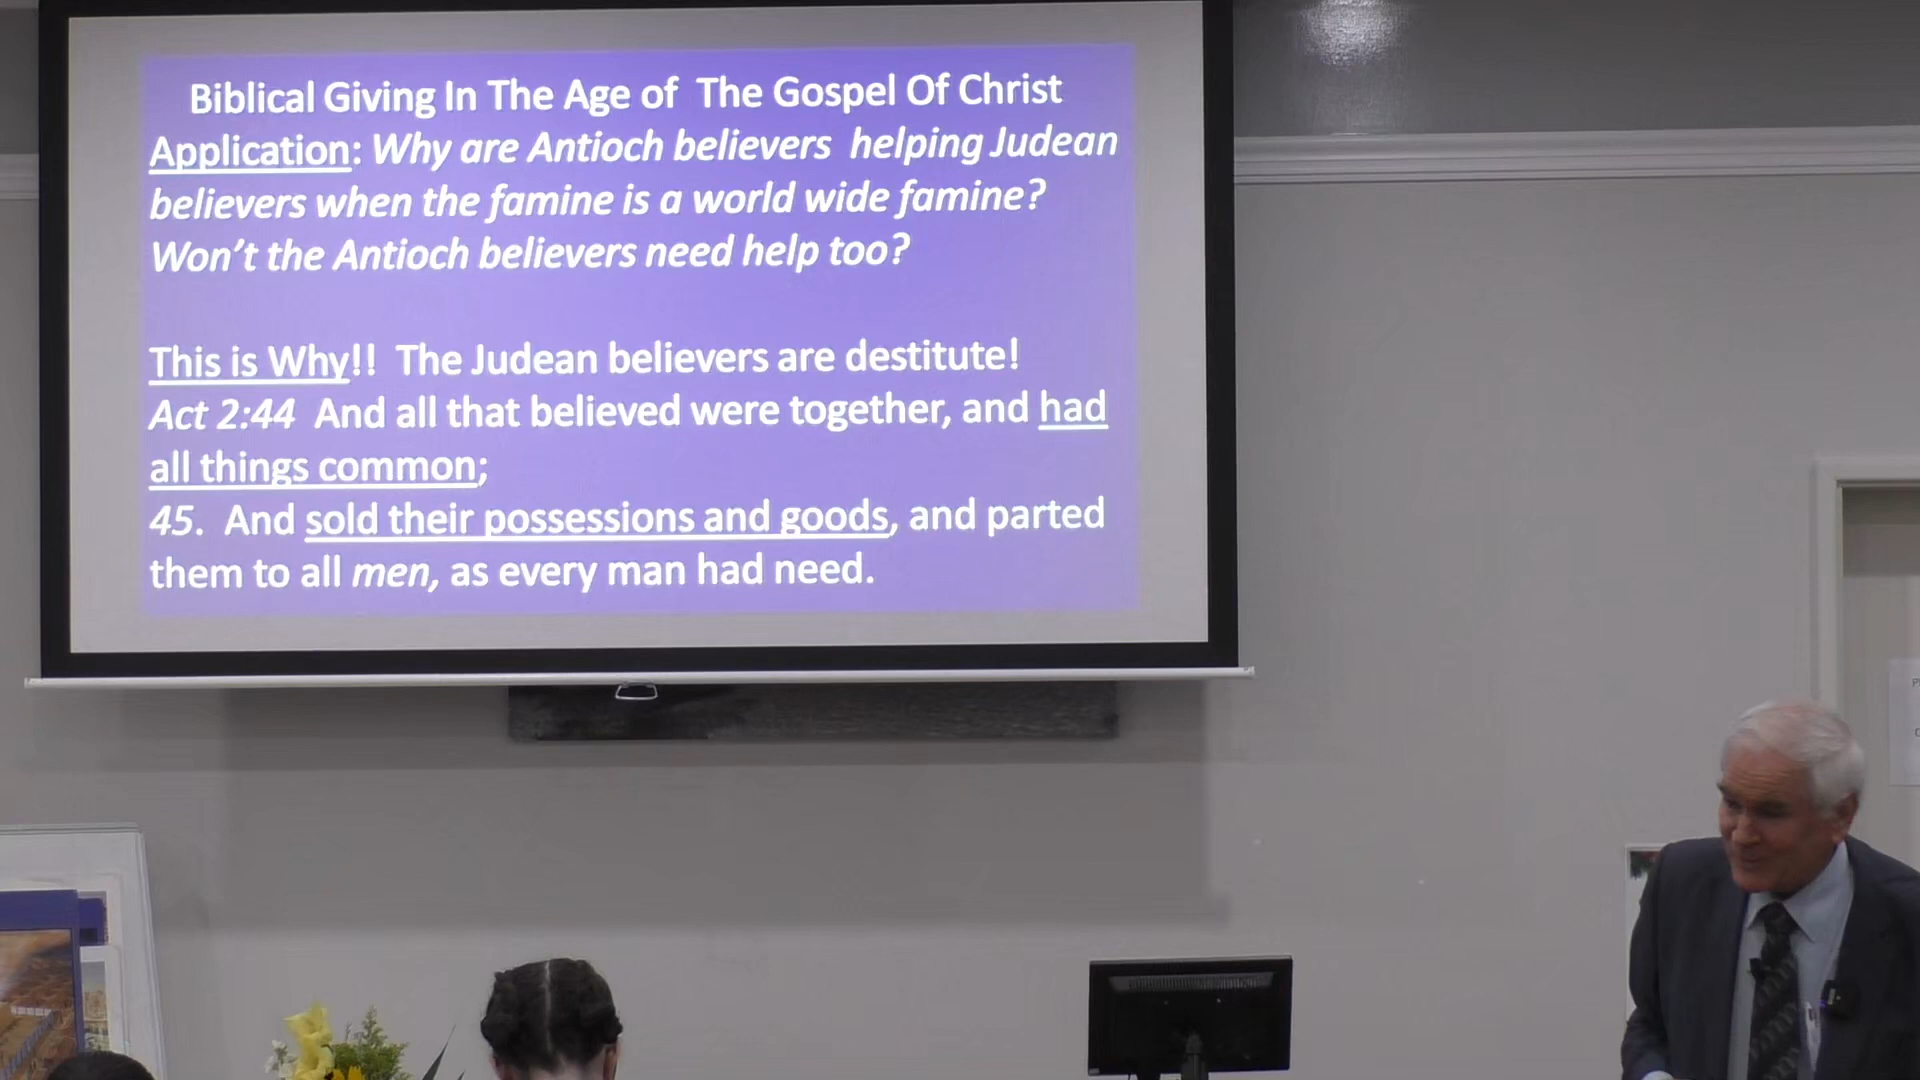 Biblical Giving In The Age of The Gospel Of Christ
Application: Why are Antioch believers helping Judean
believers when the famine is a world wide famine?
Won't the Antioch believers need help too?
This is Why!! The Judean believers are destitute!
Act 2:44 And all that believed were together, and had
all things common;
45. And sold their possessions and goods, and parted
them to all men, as every man had need.